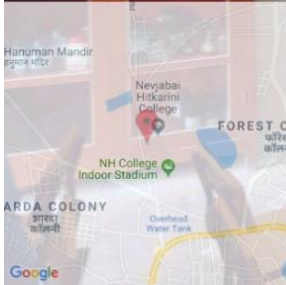 Hanuman Mandir
हनुमान मंदिर
Nevjabai
Hitkarini
College
FOREST C
फॉरे
कॉलन
NH College
Indoor Stadium
ARDA COLONY
शारदा
कॉलोनी
Overhead
Water Tank
Google